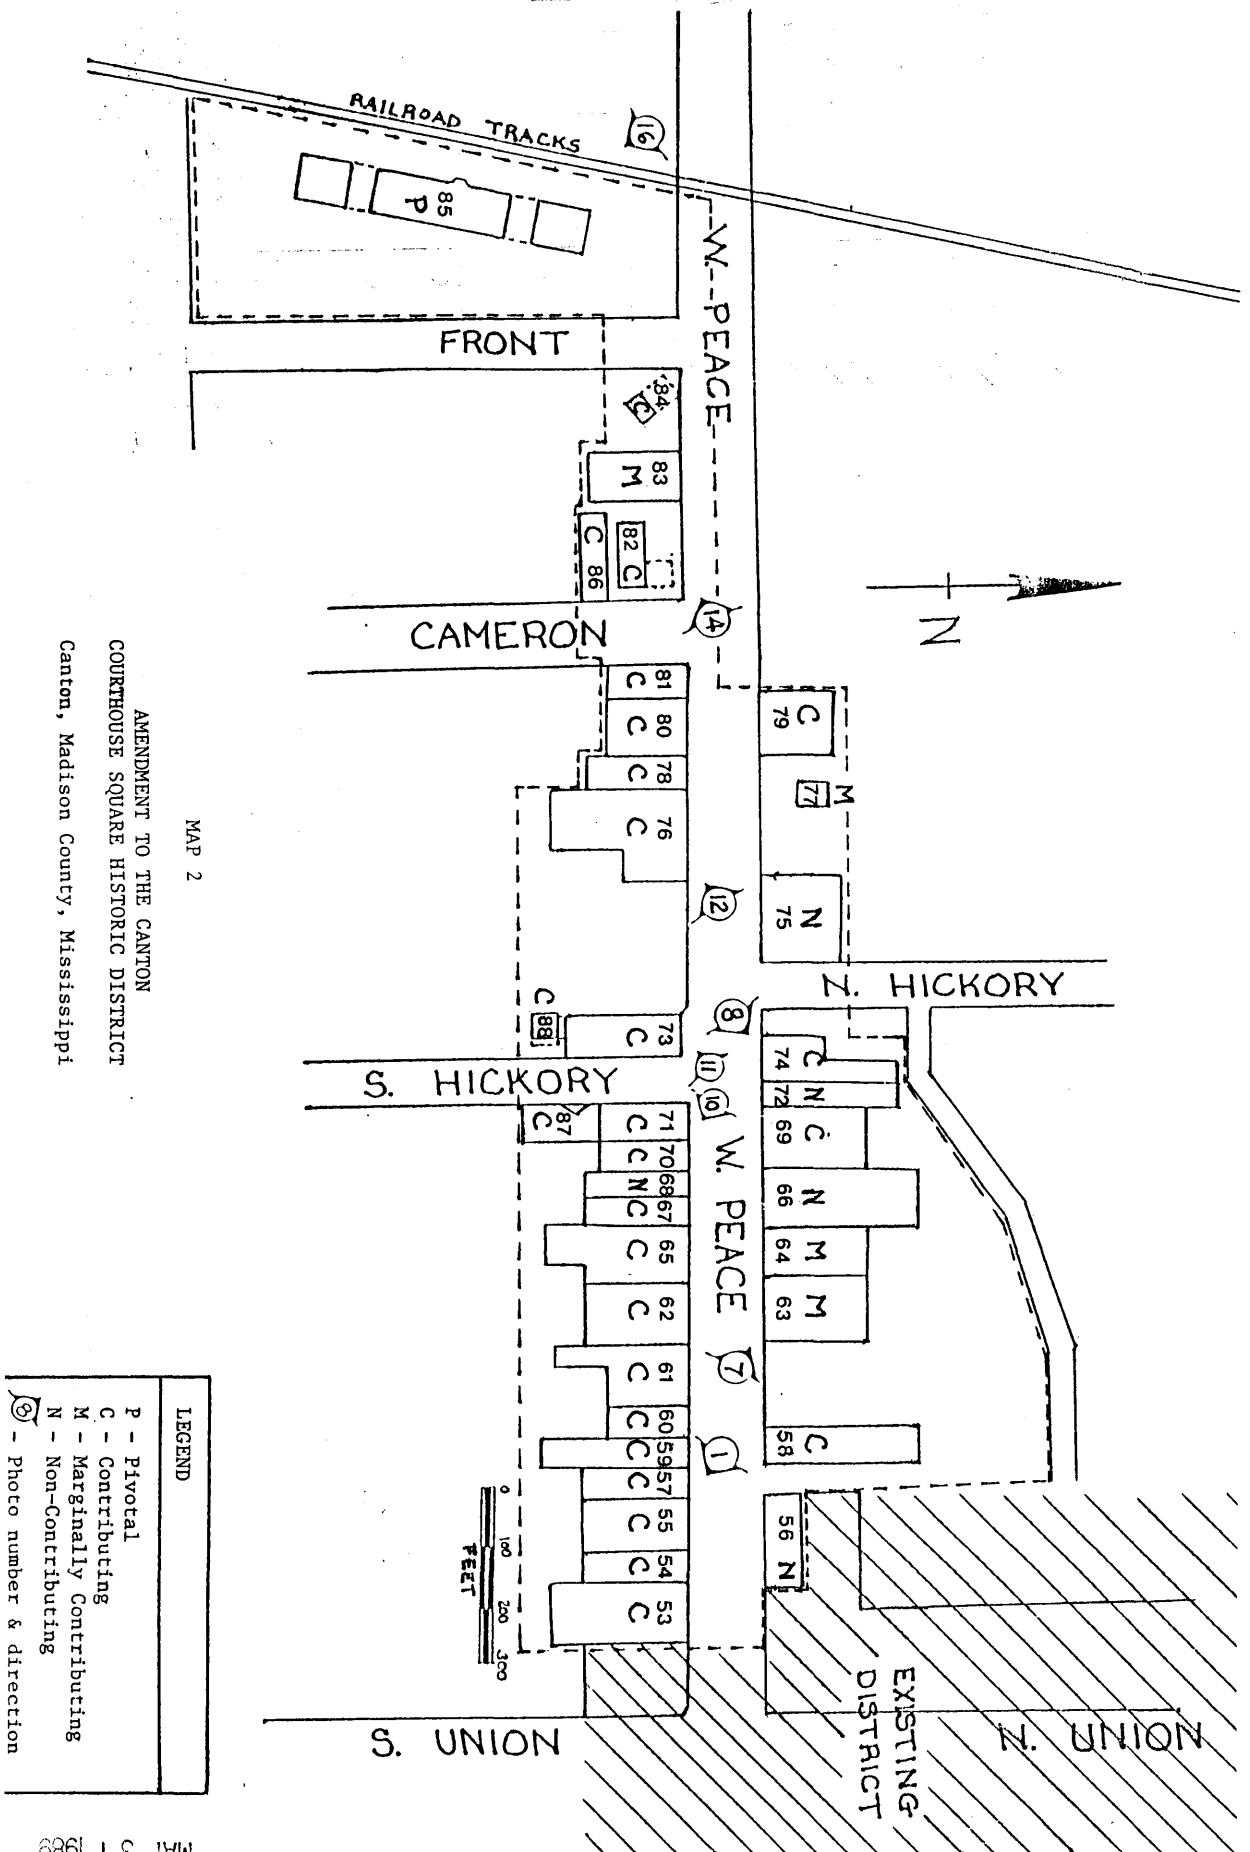 RAILROAD TRACKS
16
85
P
W. PEACE
FRONT
84
C
83
M
82 C
C 86
CAMERON
14
N
81
C
80
C
78
C
76
C
79
C
77
M
75
N
12
N. HICKORY
8
73
C
C
88
S. HICKORY
11
10
W. PEACE
74
C
72
N
69
C
66
N
64
M
63
M
58
C
56 N
87
C
71
C
70
C
68
N
67
C
65
C
62
C
61
C
60
C
59
C
57
C
55
C
54
C
53
C
7
1
0 100 200 300
FEET
S. UNION
N. UNION
EXISTING
DISTRICT
MAP 2
AMENDMENT TO THE CANTON
COURTHOUSE SQUARE HISTORIC DISTRICT
Canton, Madison County, Mississippi
LEGEND
P - Pivotal
C - Contributing
M - Marginally Contributing
N - Non-Contributing
8 - Photo number & direction
1989